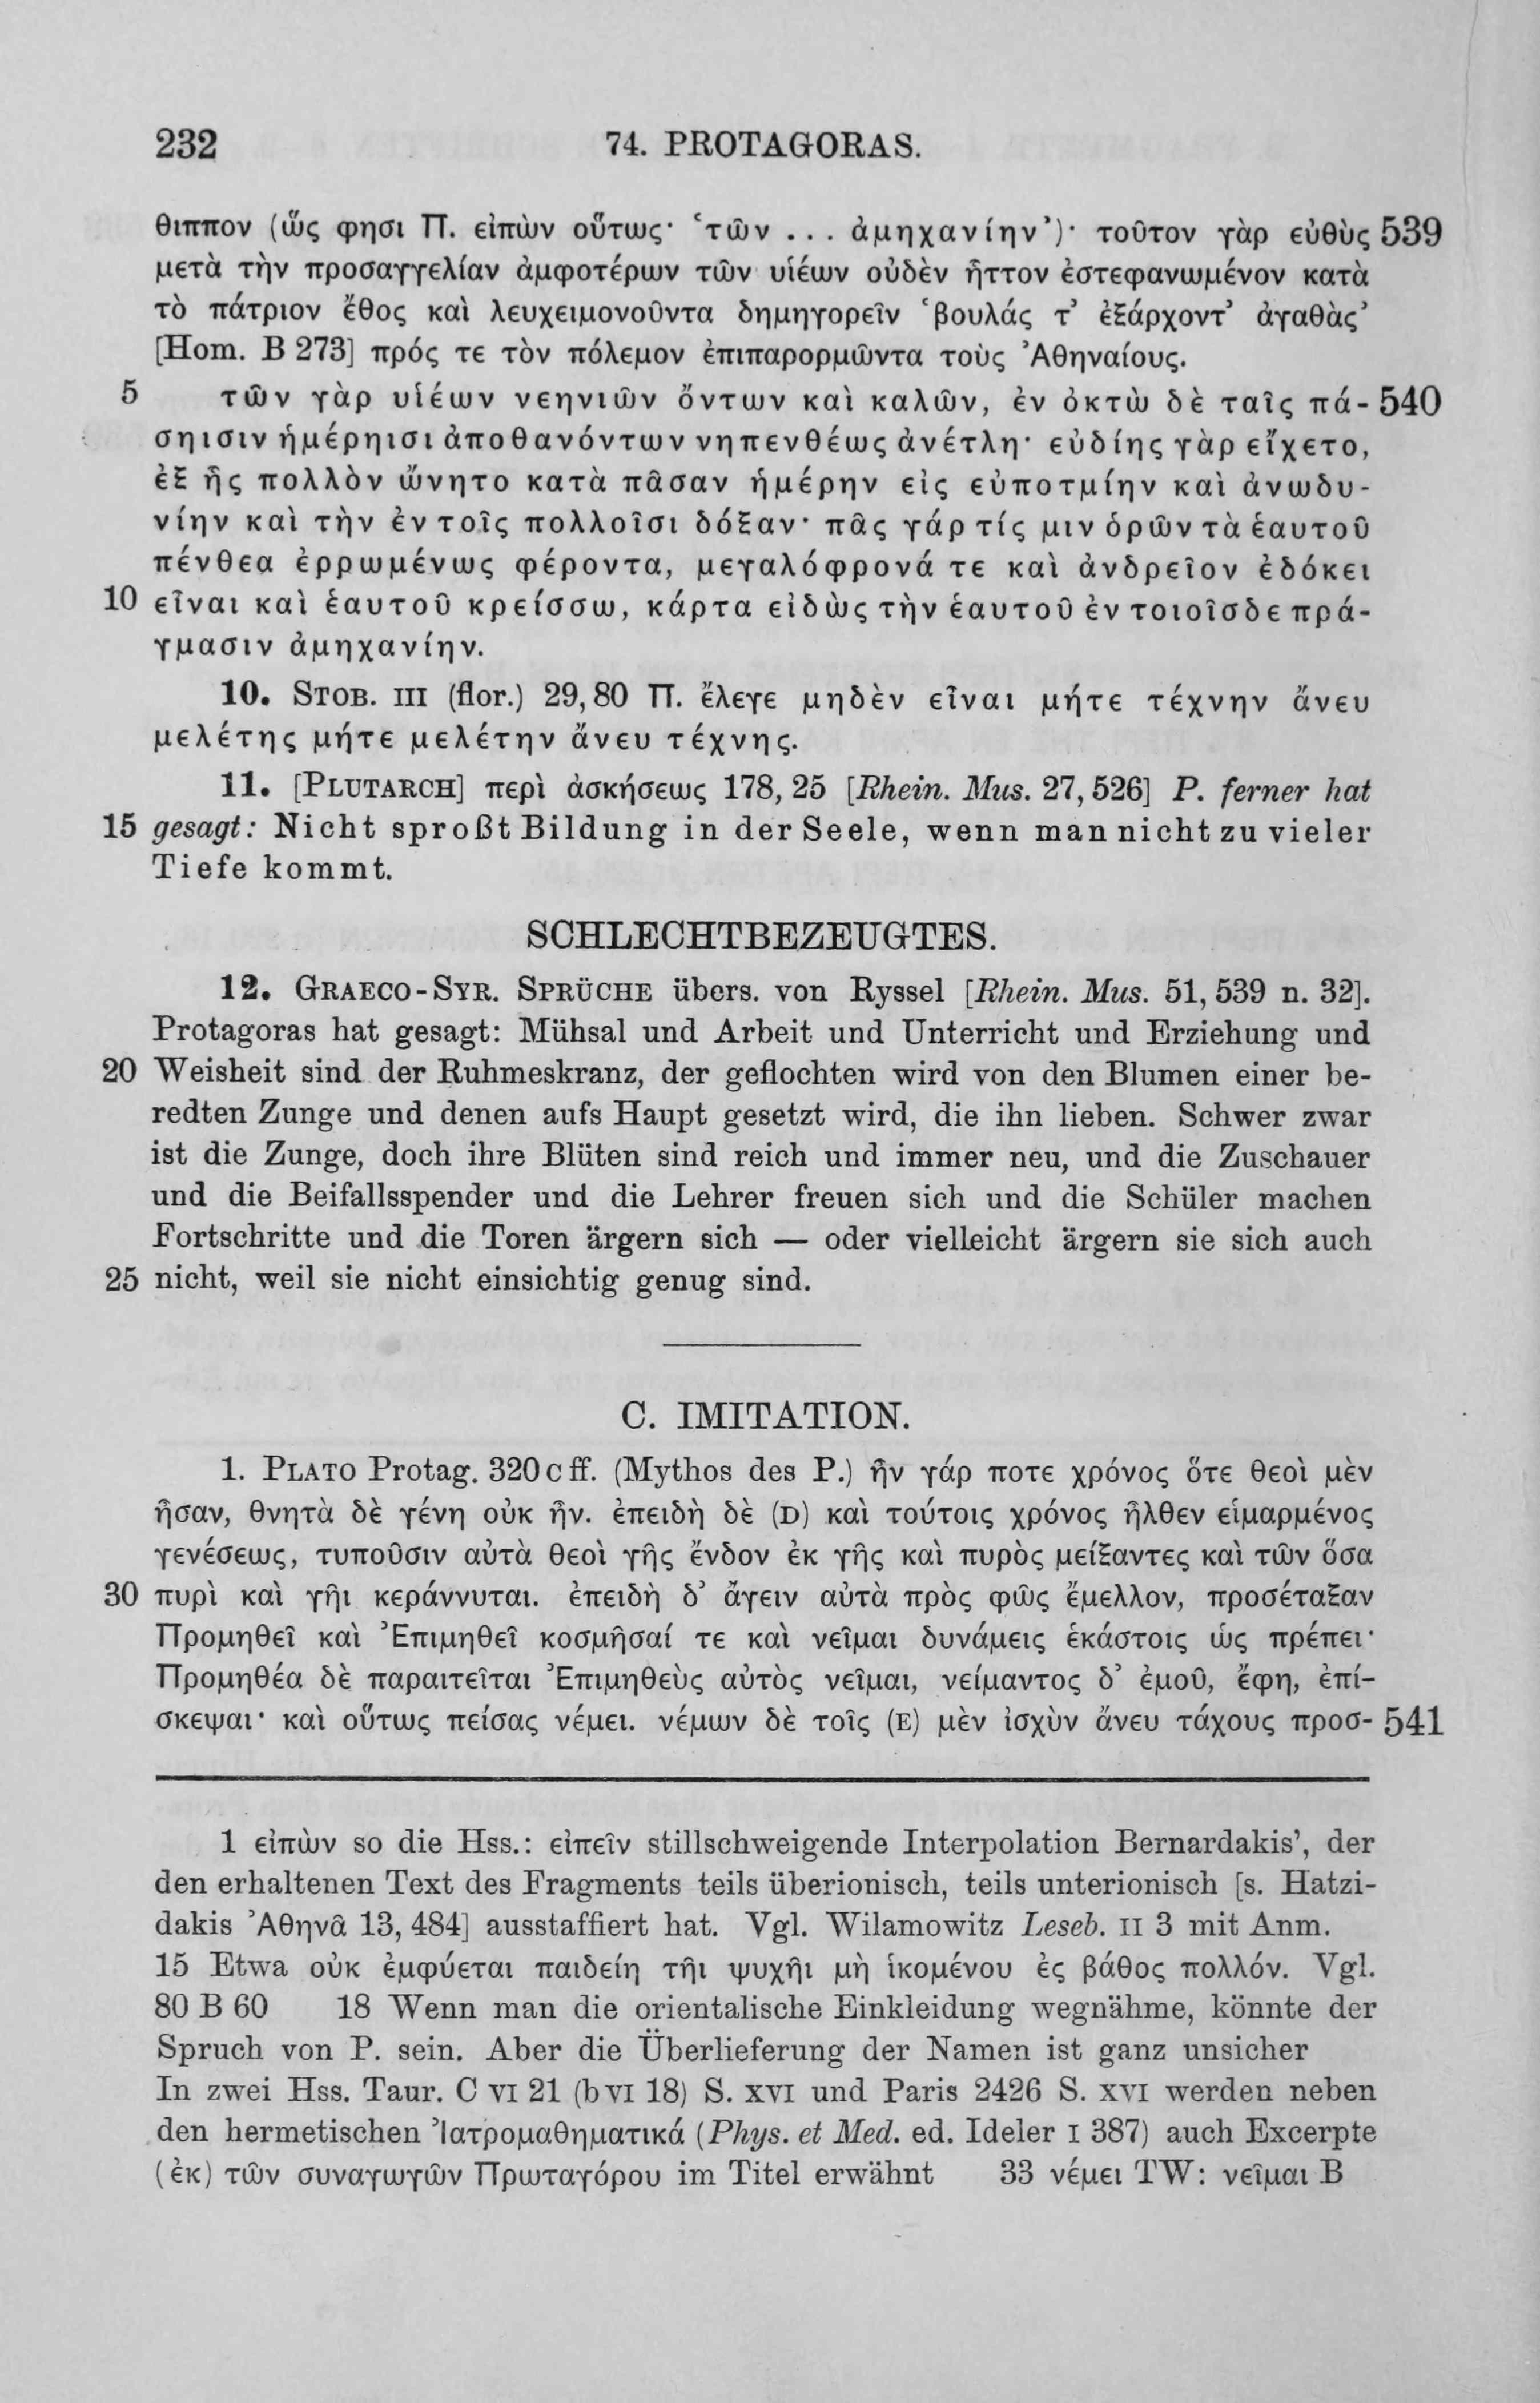 232 74. PROTAGORAS.
θιππον (ὥς φησι Π. εἰπὼν οὕτως· ‘τῶν ... ἀμηχανίην’)· τοῦτον γὰρ εὐθὺς 539
μετὰ τὴν προσαγγελίαν ἀμφοτέρων τῶν υἱέων οὐδὲν ἧττον ἐστεφανωμένον κατὰ
τὸ πάτριον ἔθος καὶ λευχειμονοῦντα δημηγορεῖν ‘βουλάς τ’ ἐξάρχοντ’ ἀγαθὰς’
[Hom. B 273] πρός τε τὸν πόλεμον ἐπιπαρορμῶντα τοὺς Ἀθηναίους.
5 τῶν γὰρ υἱέων νεηνιῶν ὄντων καὶ καλῶν, ἐν ὀκτὼ δὲ ταῖς πά- 540
σηισιν ἡμέρηισι ἀποθανόντων νηπενθέως ἀνέτλη· εὐδίης γὰρ εἴχετο,
ἐξ ἧς πολλὸν ὤνητο κατὰ πᾶσαν ἡμέρην εἰς εὐποτμίην καὶ ἀνωδυ-
νίην καὶ τὴν ἐν τοῖς πολλοῖσι δόξαν· πᾶς γάρ τίς μιν ὁρῶν τὰ ἑαυτοῦ
πένθεα ἐρρωμένως φέροντα, μεγαλόφρονά τε καὶ ἀνδρεῖον ἐδόκει
10 εἶναι καὶ ἑαυτοῦ κρείσσω, κάρτα εἰδὼς τὴν ἑαυτοῦ ἐν τοιοῖσδε πρά-
γμασιν ἀμηχανίην.
10. STOB. III (flor.) 29, 80 Π. ἔλεγε μηδὲν εἶναι μήτε τέχνην ἄνευ
μελέτης μήτε μελέτην ἄνευ τέχνης.
11. [PLUTARCH] περὶ ἀσκήσεως 178, 25 [Rhein. Mus. 27, 526] P. ferner hat
15 gesagt: Nicht sproßt Bildung in der Seele, wenn man nicht zu vieler
Tiefe kommt.
SCHLECHTBEZEUGTES.
12. GRAECO-SYR. SPRÜCHE übers. von Ryssel [Rhein. Mus. 51, 539 n. 32].
Protagoras hat gesagt: Mühsal und Arbeit und Unterricht und Erziehung und
20 Weisheit sind der Ruhmeskranz, der geflochten wird von den Blumen einer be-
redten Zunge und denen aufs Haupt gesetzt wird, die ihn lieben. Schwer zwar
ist die Zunge, doch ihre Blüten sind reich und immer neu, und die Zuschauer
und die Beifallsspender und die Lehrer freuen sich und die Schüler machen
Fortschritte und die Toren ärgern sich — oder vielleicht ärgern sie sich auch
25 nicht, weil sie nicht einsichtig genug sind.
C. IMITATION.
1. PLATO Protag. 320 c ff. (Mythos des P.) ἦν γάρ ποτε χρόνος ὅτε θεοὶ μὲν
ἦσαν, θνητὰ δὲ γένη οὐκ ἦν. ἐπειδὴ δὲ (D) καὶ τούτοις χρόνος ἦλθεν εἱμαρμένος
γενέσεως, τυποῦσιν αὐτὰ θεοὶ γῆς ἔνδον ἐκ γῆς καὶ πυρὸς μείξαντες καὶ τῶν ὅσα
30 πυρὶ καὶ γῆι κεράννυται. ἐπειδὴ δ’ ἄγειν αὐτὰ πρὸς φῶς ἔμελλον, προσέταξαν
Προμηθεῖ καὶ Ἐπιμηθεῖ κοσμῆσαί τε καὶ νεῖμαι δυνάμεις ἑκάστοις ὡς πρέπει·
Προμηθέα δὲ παραιτεῖται Ἐπιμηθεὺς αὐτὸς νεῖμαι, νείμαντος δ’ ἐμοῦ, ἔφη, ἐπί-
σκεψαι· καὶ οὕτως πείσας νέμει. νέμων δὲ τοῖς (E) μὲν ἰσχὺν ἄνευ τάχους προσ- 541
1 εἰπὼν so die Hss.: εἰπεῖν stillschweigende Interpolation Bernardakis’, der
den erhaltenen Text des Fragments teils überionisch, teils unterionisch [s. Hatzi-
dakis Ἀθηνᾶ 13, 484] ausstaffiert hat. Vgl. Wilamowitz Leseb. II 3 mit Anm.
15 Etwa οὐκ ἐμφύεται παιδείη τῆι ψυχῆι μὴ ἱκομένου ἐς βάθος πολλόν. Vgl.
80 B 60 18 Wenn man die orientalische Einkleidung wegnähme, könnte der
Spruch von P. sein. Aber die Überlieferung der Namen ist ganz unsicher
In zwei Hss. Taur. C VI 21 (b VI 18) S. XVI und Paris 2426 S. XVI werden neben
den hermetischen Ἰατρομαθηματικά (Phys. et Med. ed. Ideler I 387) auch Excerpte
(ἐκ) τῶν συναγωγῶν Πρωταγόρου im Titel erwähnt 33 νέμει TW: νεῖμαι B